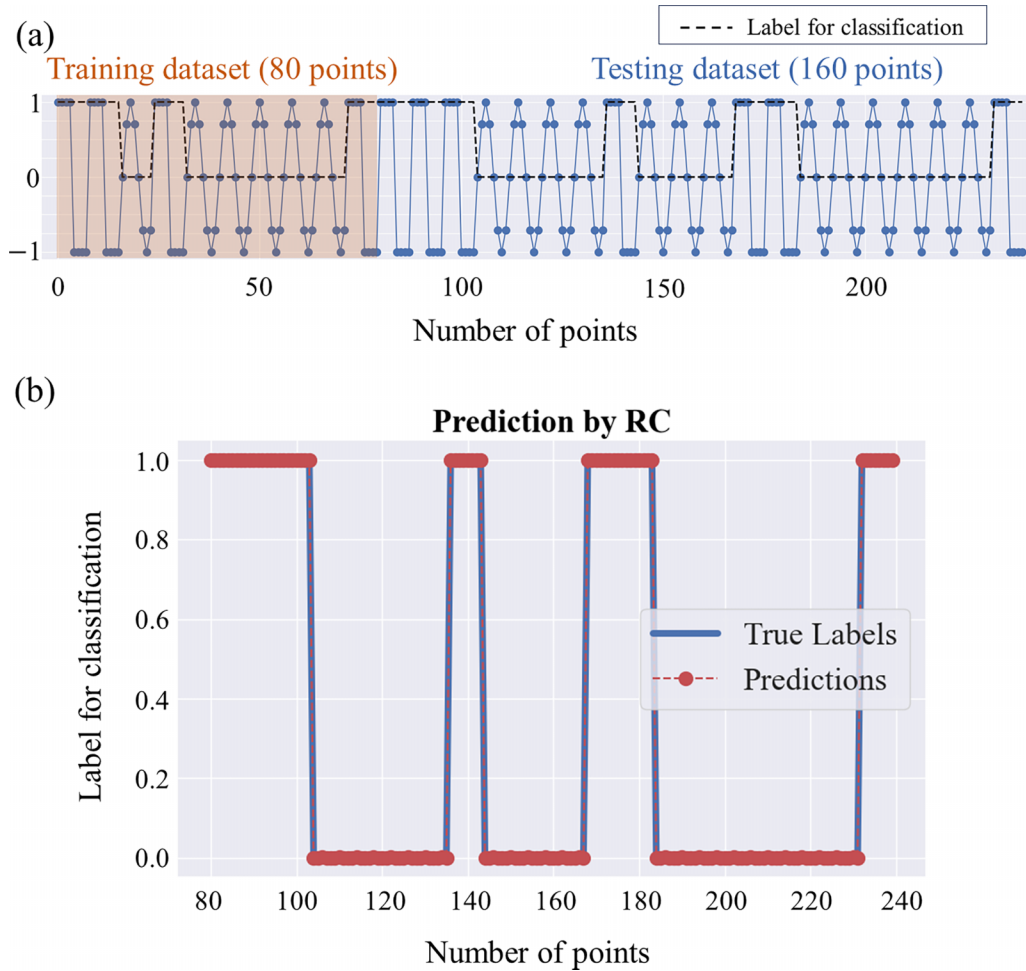 (a)
Label for classification
Training dataset (80 points)
Testing dataset (160 points)
1
0
−1
0
50
100
150
200
Number of points
(b)
Prediction by RC
1.0
0.8
0.6
0.4
0.2
0.0
Label for classification
True Labels
Predictions
80
100
120
140
160
180
200
220
240
Number of points